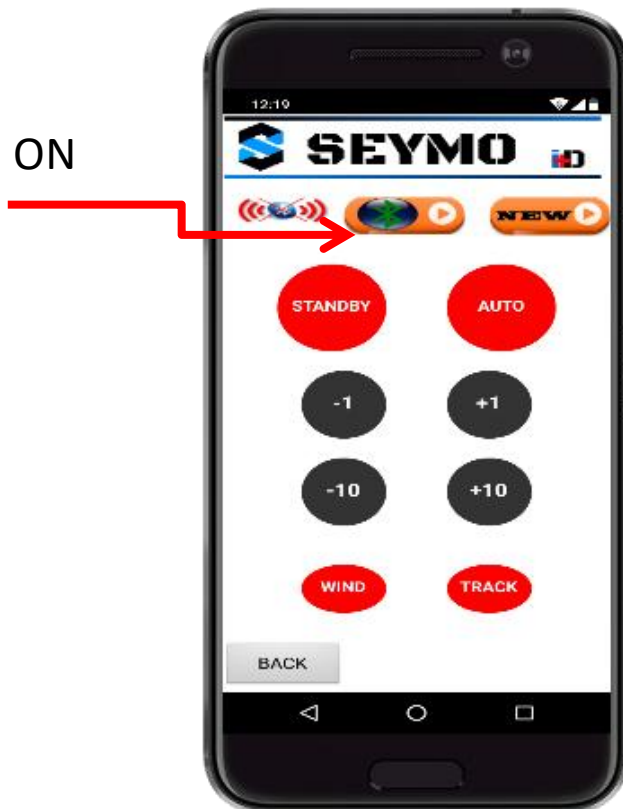 12:19
ON
SEYMO
NEW
STANDBY AUTO
-1 +1
-10 +10
WIND TRACK
BACK